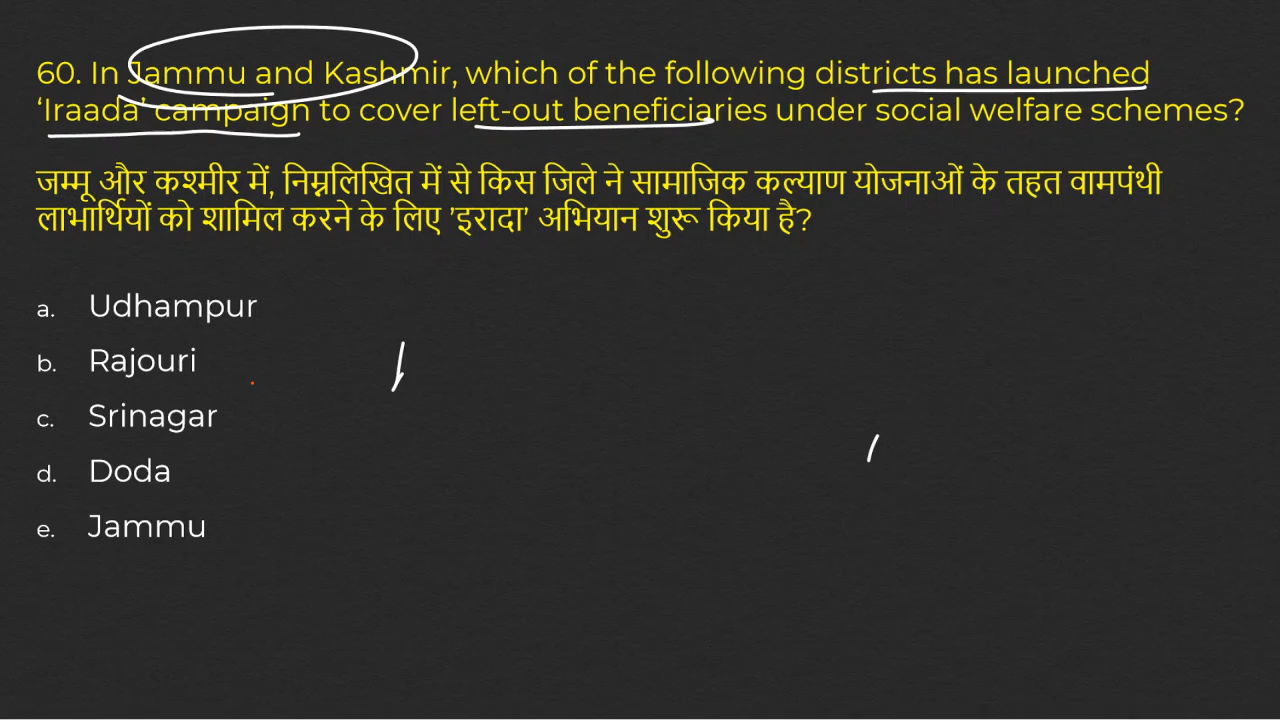 60. In Jammu and Kashmir, which of the following districts has launched
‘Iraada’ campaign to cover left-out beneficiaries under social welfare schemes?
जम्मू और कश्मीर में, निम्नलिखित में से किस जिले ने सामाजिक कल्याण योजनाओं के तहत वामपंथी
लाभार्थियों को शामिल करने के लिए ’इरादा’ अभियान शुरू किया है?
a. Udhampur
b. Rajouri
c. Srinagar
d. Doda
e. Jammu